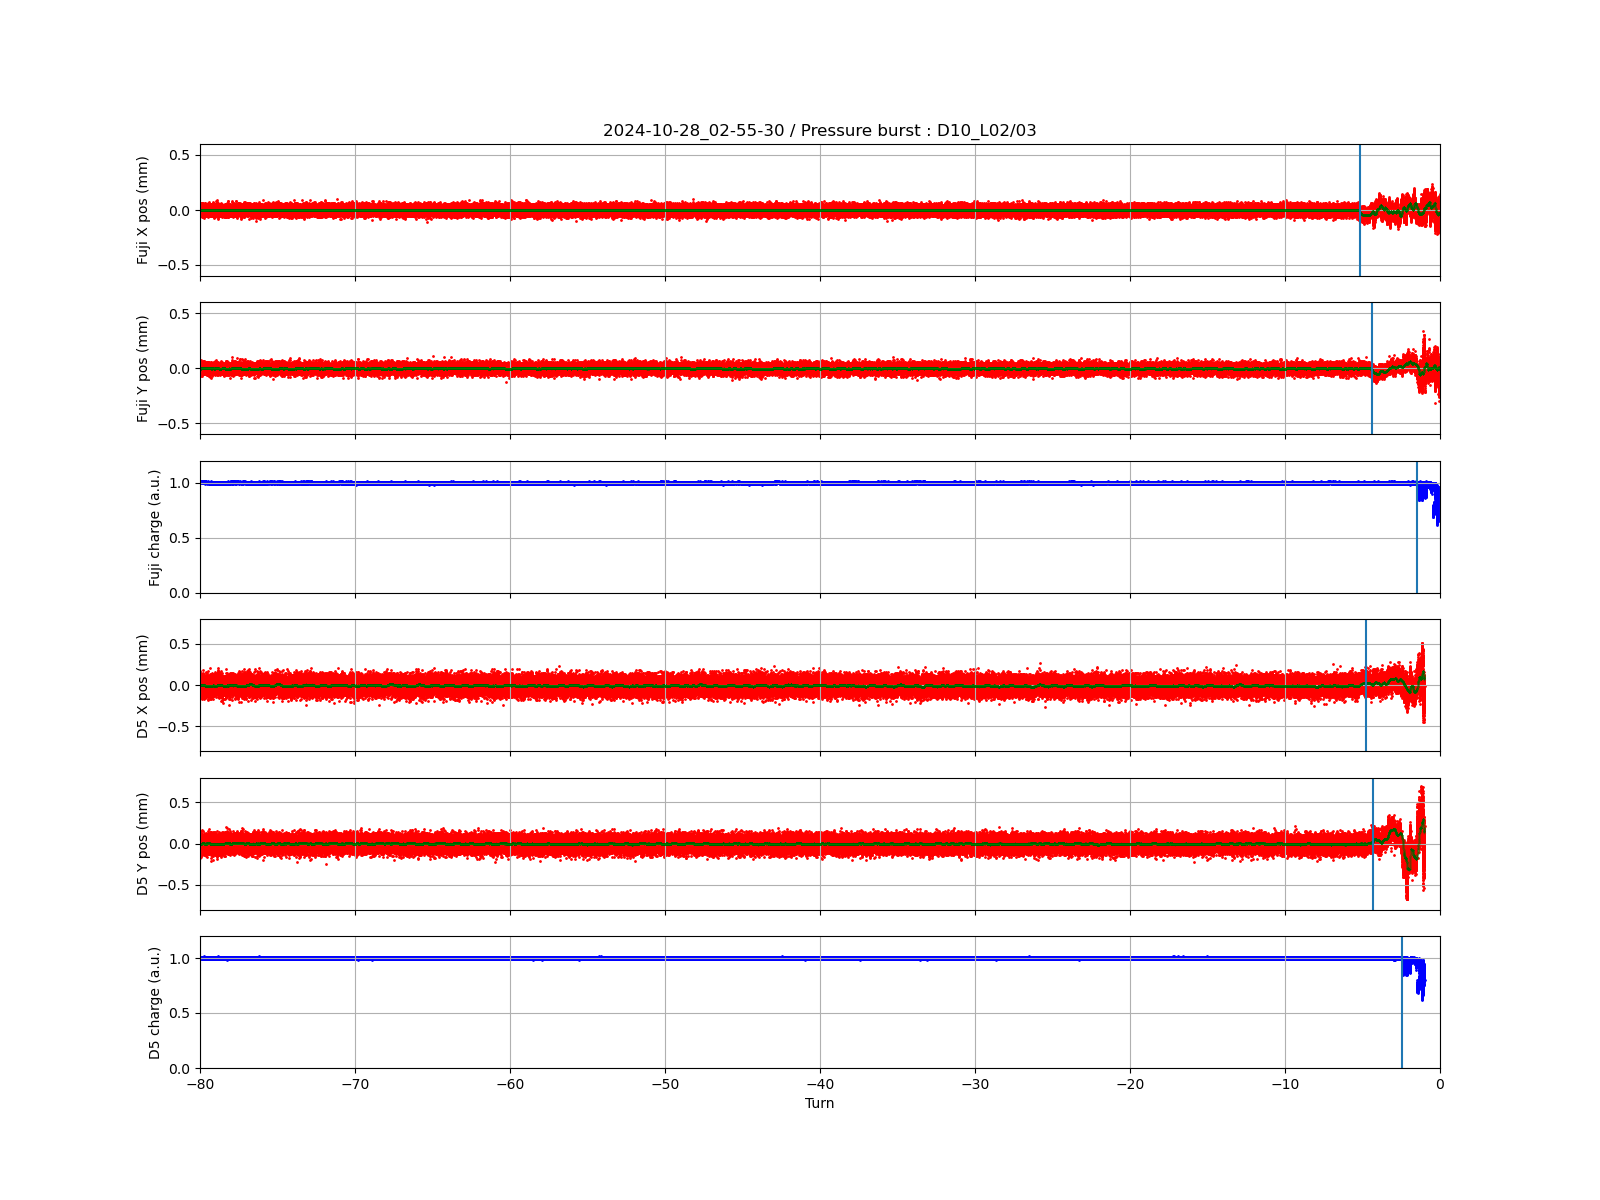 2024-10-28_02-55-30 / Pressure burst : D10_L02/03
0.5
0.0
−0.5
Fuji X pos (mm)
0.5
0.0
−0.5
Fuji Y pos (mm)
1.0
0.5
0.0
Fuji charge (a.u.)
0.5
0.0
−0.5
D5 X pos (mm)
0.5
0.0
−0.5
D5 Y pos (mm)
1.0
0.5
0.0
D5 charge (a.u.)
−80 −70 −60 −50 −40 −30 −20 −10 0
Turn